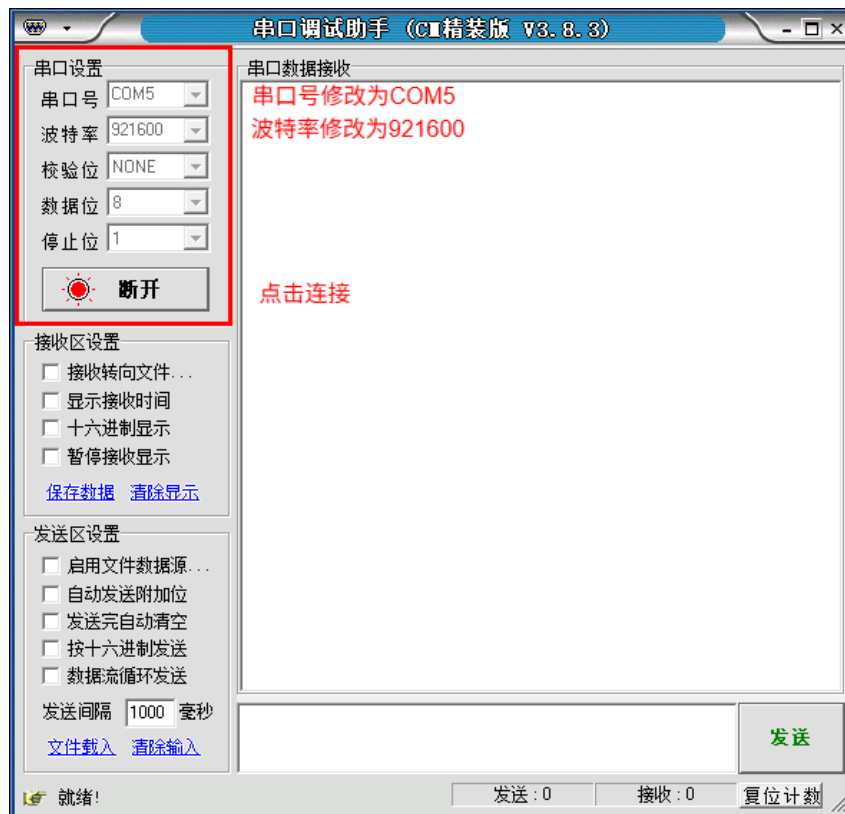 串口调试助手 (CM精装版 V3.8.3)
串口设置
串口号 COM5
波特率 921600
校验位 NONE
数据位 8
停止位 1
断开
接收区设置
接收转向文件...
显示接收时间
十六进制显示
暂停接收显示
保存数据 清除显示
发送区设置
启用文件数据源...
自动发送附加位
发送完自动清空
按十六进制发送
数据流循环发送
发送间隔 1000 毫秒
文件载入 清除输入
串口数据接收
串口号修改为COM5
波特率修改为921600
点击连接
发送
就绪!
发送:0
接收:0
复位计数